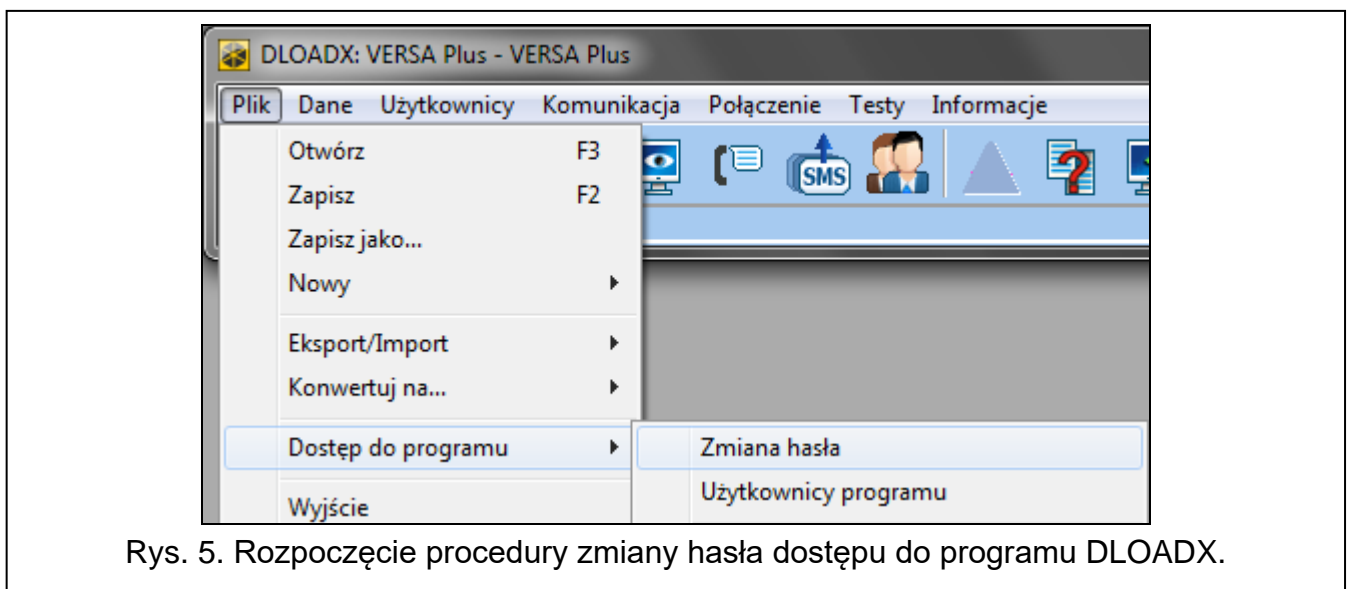 DLOADX: VERSA Plus - VERSA Plus
Plik Dane Użytkownicy Komunikacja Połączenie Testy Informacje
Otwórz F3
SMS
Zapisz F2
Zapisz jako...
Nowy
Eksport/Import
Konwertuj na...
Dostęp do programu
Zmiana hasła
Użytkownicy programu
Wyjście
Rys. 5. Rozpoczęcie procedury zmiany hasła dostępu do programu DLOADX.